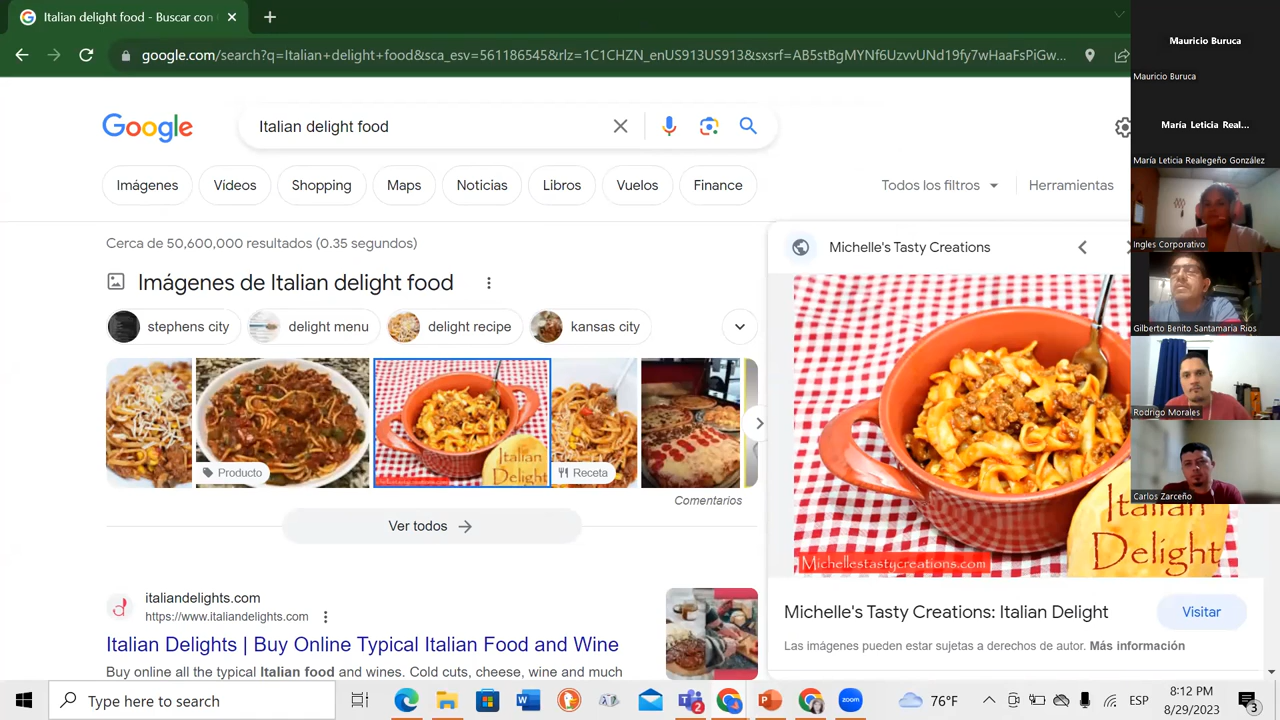 Italian delight food - Buscar con
google.com/search?q=Italian+delight+food&sca_esv=561186545&rlz=1C1CHZN_enUS913US913&sxsrf=AB5stBgMYNf6UzvvUNd19fy7wHaaFsPiGw...
Google
Italian delight food
Imágenes
Vídeos
Shopping
Maps
Noticias
Libros
Vuelos
Finance
Todos los filtros
Herramientas
Cerca de 50,600,000 resultados (0.35 segundos)
Imágenes de Italian delight food
stephens city
delight menu
delight recipe
kansas city
Producto
Italian
Delight
Receta
Comentarios
Ver todos
italiandelights.com
https://www.italiandelights.com
Italian Delights | Buy Online Typical Italian Food and Wine
Buy online all the typical Italian food and wines. Cold cuts, cheese, wine and much
Michelle's Tasty Creations
Italian
Delight
Michellestastycreations.com
Michelle's Tasty Creations: Italian Delight
Visitar
Las imágenes pueden estar sujetas a derechos de autor. Más información
Mauricio Buruca
Mauricio Buruca
María Leticia Real...
María Leticia Realegeño González
Ingles Corporativo
Gilberto Benito Santamaria Rios
Rodrigo Morales
Carlos Zarceño
Type here to search
W
2
P
zoom
76°F
ESP
8:12 PM
8/29/2023
3